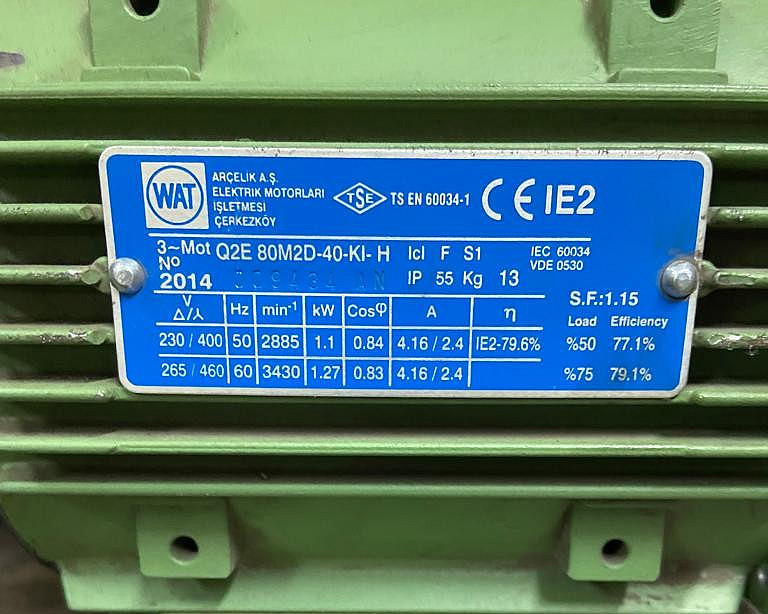 WAT
ARÇELİK A.Ş.
ELEKTRIK MOTORLARI
İŞLETMESİ
ÇERKEZKÖY
TSE TS EN 60034-1 CE IE2
3~Mot Q2E 80M2D-40-KI- H Icl F S1 IEC 60034
VDE 0530
No
2014 IP 55 Kg 13
S.F.:1.15
V Δ/⅄ Hz min-¹ kW Cosφ A η Load Efficiency
230 / 400 50 2885 1.1 0.84 4.16 / 2.4 IE2-79.6% %50 77.1%
265 / 460 60 3430 1.27 0.83 4.16 / 2.4 %75 79.1%